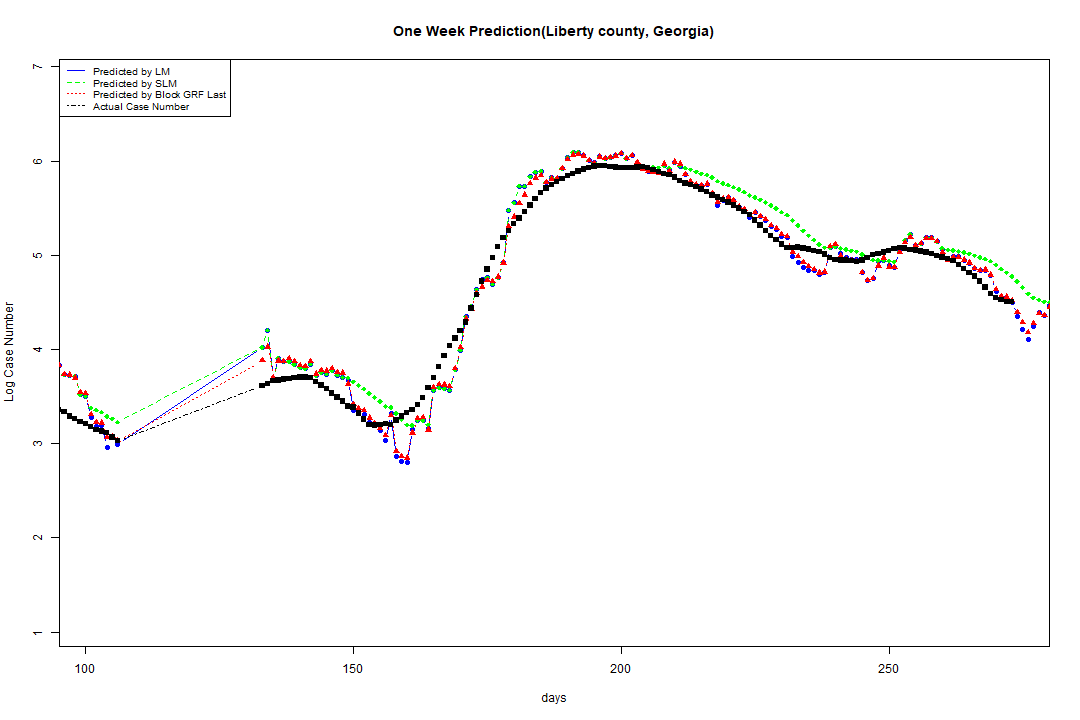 One Week Prediction(Liberty county, Georgia)
7
Predicted by LM
Predicted by SLM
Predicted by Block GRF Last
Actual Case Number
6
5
4
3
2
1
Log Case Number
100 150 200 250
days